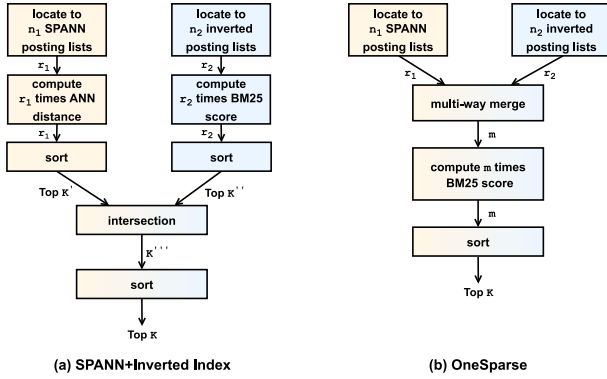 locate to
n₁ SPANN
posting lists
locate to
n₂ inverted
posting lists
r₁
r₂
compute
r₁ times ANN
distance
compute
r₂ times BM25
score
r₁
r₂
sort
sort
Top K'
Top K''
intersection
K'''
sort
Top K
(a) SPANN+Inverted Index
locate to
n₁ SPANN
posting lists
locate to
n₂ inverted
posting lists
r₁
r₂
multi-way merge
m
compute m times
BM25 score
m
sort
Top K
(b) OneSparse